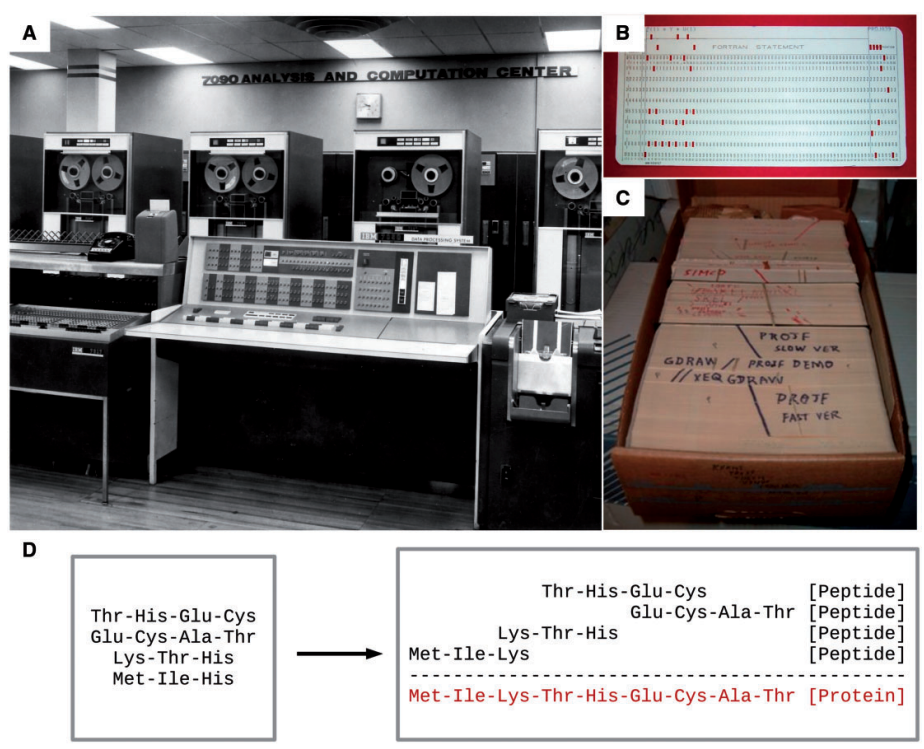 A
7090 ANALYSIS AND COMPUTATION CENTER
IBM
DATA PROCESSING SYSTEM
IBM
B
FORTRAN STATEMENT
C
SIMCD
PROJF
SLOW VER
GDRAW // PROJF DEMO
// XEQ GDRAW
PROJF
FAST VER
D
Thr-His-Glu-Cys
Glu-Cys-Ala-Thr
Lys-Thr-His
Met-Ile-His
Thr-His-Glu-Cys [Peptide]
Glu-Cys-Ala-Thr [Peptide]
Lys-Thr-His [Peptide]
Met-Ile-Lys [Peptide]
Met-Ile-Lys-Thr-His-Glu-Cys-Ala-Thr [Protein]